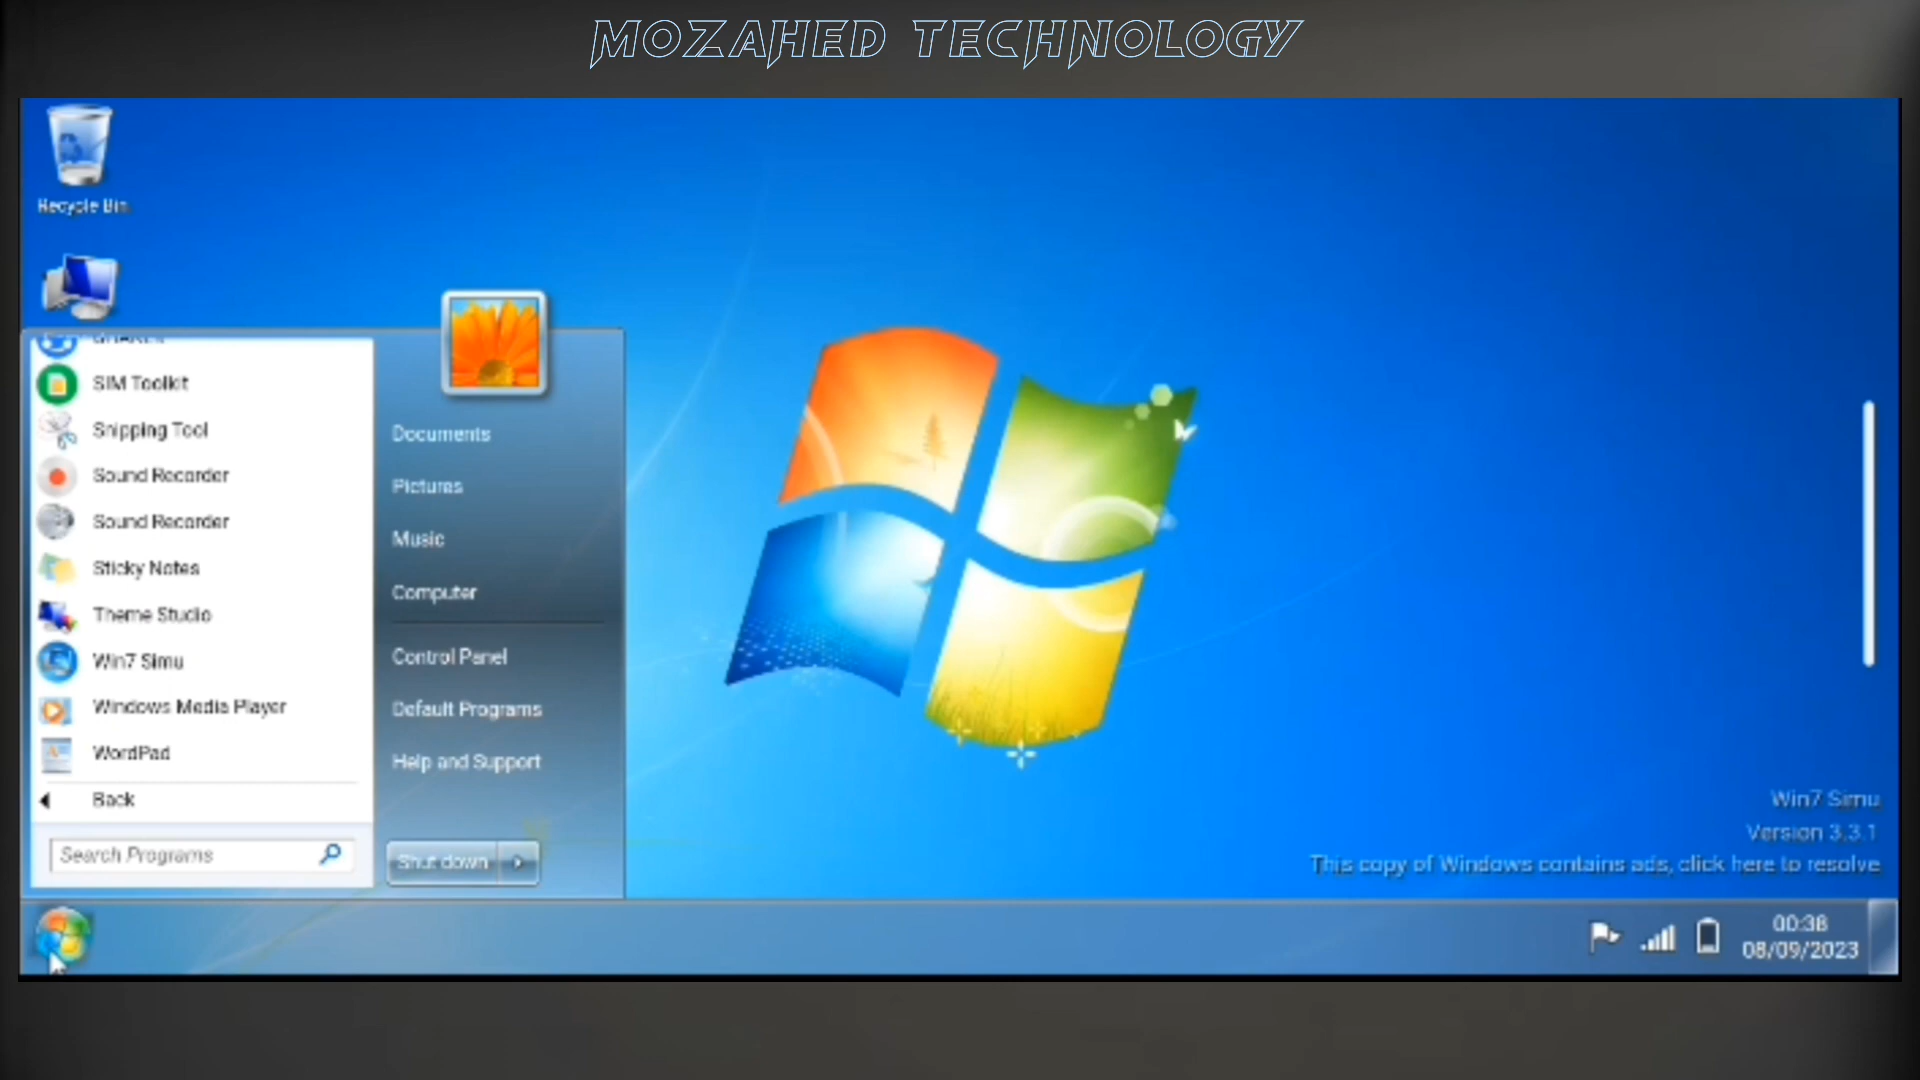 MOZAHED TECHNOLOGY
Recycle Bin
SIM Toolkit
Snipping Tool
Sound Recorder
Sound Recorder
Sticky Notes
Theme Studio
Win7 Simu
Windows Media Player
WordPad
Back
Search Programs
Documents
Pictures
Music
Computer
Control Panel
Default Programs
Help and Support
Shut down
Win7 Simu
Version 3.3.1
This copy of Windows contains ads, click here to resolve
00:38
08/09/2023